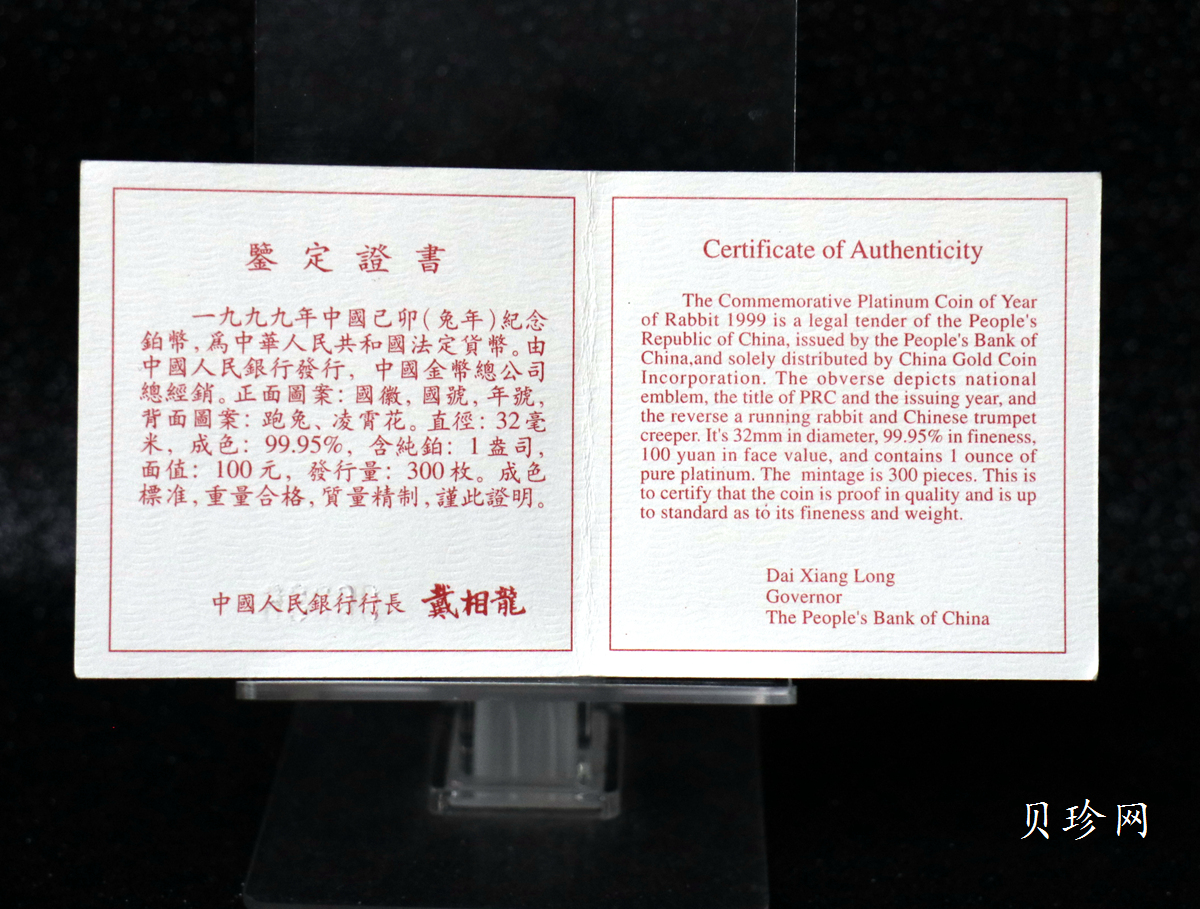 鑒定證書
一九九九年中國己卯(兔年)紀念
鉑幣,爲中華人民共和國法定貨幣。由
中國人民銀行發行,中國金幣總公司
總經銷。正面圖案:國徽,國號,年號,
背面圖案:跑兔、凌霄花。直徑:32毫
米,成色:99.95%,含純鉑:1盎司,
面值:100元,發行量:300枚。成色
標准,重量合格,質量精制,謹此證明。
中國人民銀行行長 戴相龍
Certificate of Authenticity
The Commemorative Platinum Coin of Year
of Rabbit 1999 is a legal tender of the People's
Republic of China, issued by the People's Bank of
China,and solely distributed by China Gold Coin
Incorporation. The obverse depicts national
emblem, the title of PRC and the issuing year, and
the reverse a running rabbit and Chinese trumpet
creeper. It's 32mm in diameter, 99.95% in fineness,
100 yuan in face value, and contains 1 ounce of
pure platinum. The mintage is 300 pieces. This is
to certify that the coin is proof in quality and is up
to standard as to its fineness and weight.
Dai Xiang Long
Governor
The People's Bank of China
贝珍网